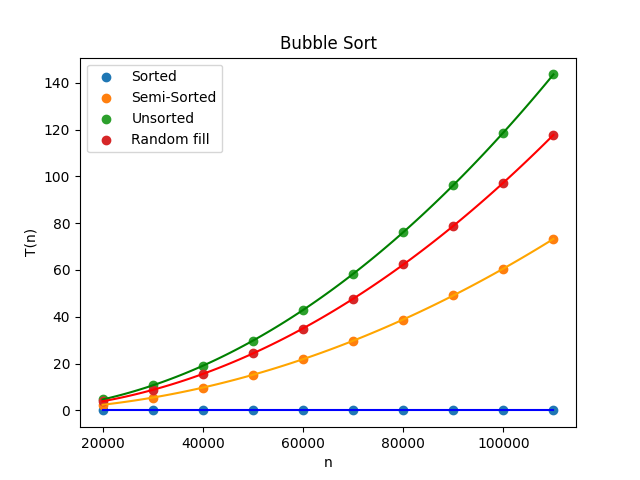 Bubble Sort
Sorted
Semi-Sorted
Unsorted
Random fill
T(n)
140
120
100
80
60
40
20
0
20000 40000 60000 80000 100000
n